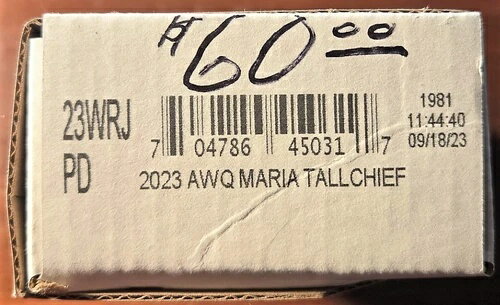 $60.00
23WRJ
PD
7 04786 45031 7
1981
11:44:40
09/18/23
2023 AWQ MARIA TALLCHIEF